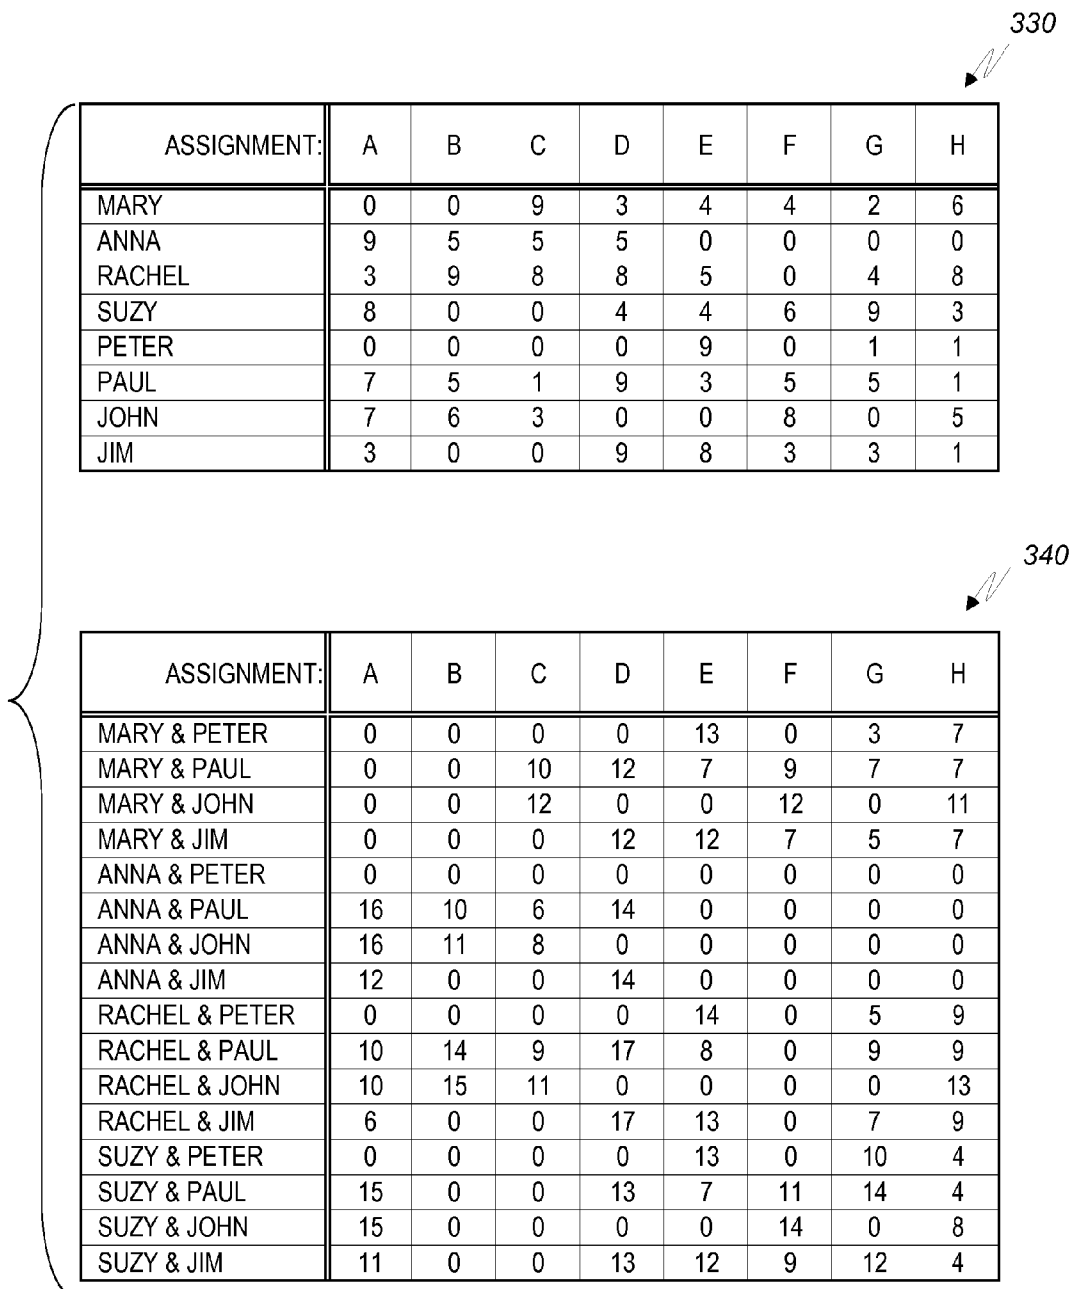 330
ASSIGNMENT: A B C D E F G H
MARY 0 0 9 3 4 4 2 6
ANNA 9 5 5 5 0 0 0 0
RACHEL 3 9 8 8 5 0 4 8
SUZY 8 0 0 4 4 6 9 3
PETER 0 0 0 0 9 0 1 1
PAUL 7 5 1 9 3 5 5 1
JOHN 7 6 3 0 0 8 0 5
JIM 3 0 0 9 8 3 3 1
340
ASSIGNMENT: A B C D E F G H
MARY & PETER 0 0 0 0 13 0 3 7
MARY & PAUL 0 0 10 12 7 9 7 7
MARY & JOHN 0 0 12 0 0 12 0 11
MARY & JIM 0 0 0 12 12 7 5 7
ANNA & PETER 0 0 0 0 0 0 0 0
ANNA & PAUL 16 10 6 14 0 0 0 0
ANNA & JOHN 16 11 8 0 0 0 0 0
ANNA & JIM 12 0 0 14 0 0 0 0
RACHEL & PETER 0 0 0 0 14 0 5 9
RACHEL & PAUL 10 14 9 17 8 0 9 9
RACHEL & JOHN 10 15 11 0 0 0 0 13
RACHEL & JIM 6 0 0 17 13 0 7 9
SUZY & PETER 0 0 0 0 13 0 10 4
SUZY & PAUL 15 0 0 13 7 11 14 4
SUZY & JOHN 15 0 0 0 0 14 0 8
SUZY & JIM 11 0 0 13 12 9 12 4